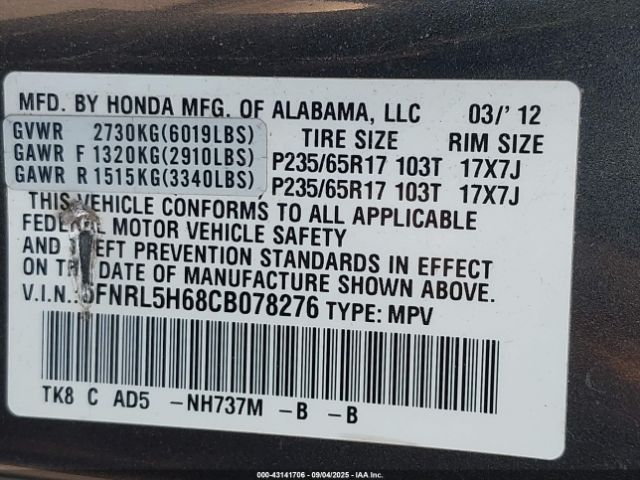 MFD. BY HONDA MFG. OF ALABAMA, LLC 03/' 12
GVWR 2730KG(6019LBS) TIRE SIZE RIM SIZE
GAWR F 1320KG(2910LBS) P235/65R17 103T 17X7J
GAWR R 1515KG(3340LBS) P235/65R17 103T 17X7J
THIS VEHICLE CONFORMS TO ALL APPLICABLE
FEDERAL MOTOR VEHICLE SAFETY
AND THEFT PREVENTION STANDARDS IN EFFECT
ON THE DATE OF MANUFACTURE SHOWN ABOVE.
V.I.N.: 5FNRL5H68CB078276 TYPE: MPV
TK8 C AD5 -NH737M -B -B
000-43141706 - 09/04/2025 - IAA Inc.